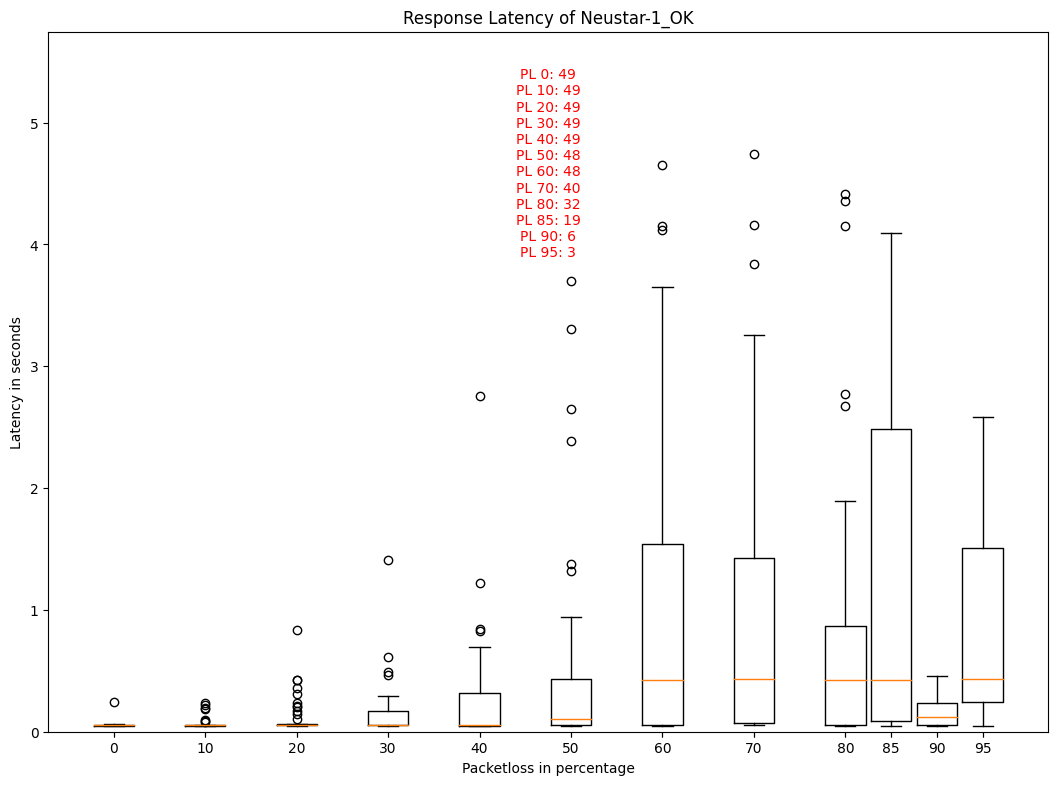 Response Latency of Neustar-1_OK
PL 0: 49
PL 10: 49
PL 20: 49
PL 30: 49
PL 40: 49
PL 50: 48
PL 60: 48
PL 70: 40
PL 80: 32
PL 85: 19
PL 90: 6
PL 95: 3
Latency in seconds
5
4
3
2
1
0
0 10 20 30 40 50 60 70 80 85 90 95
Packetloss in percentage